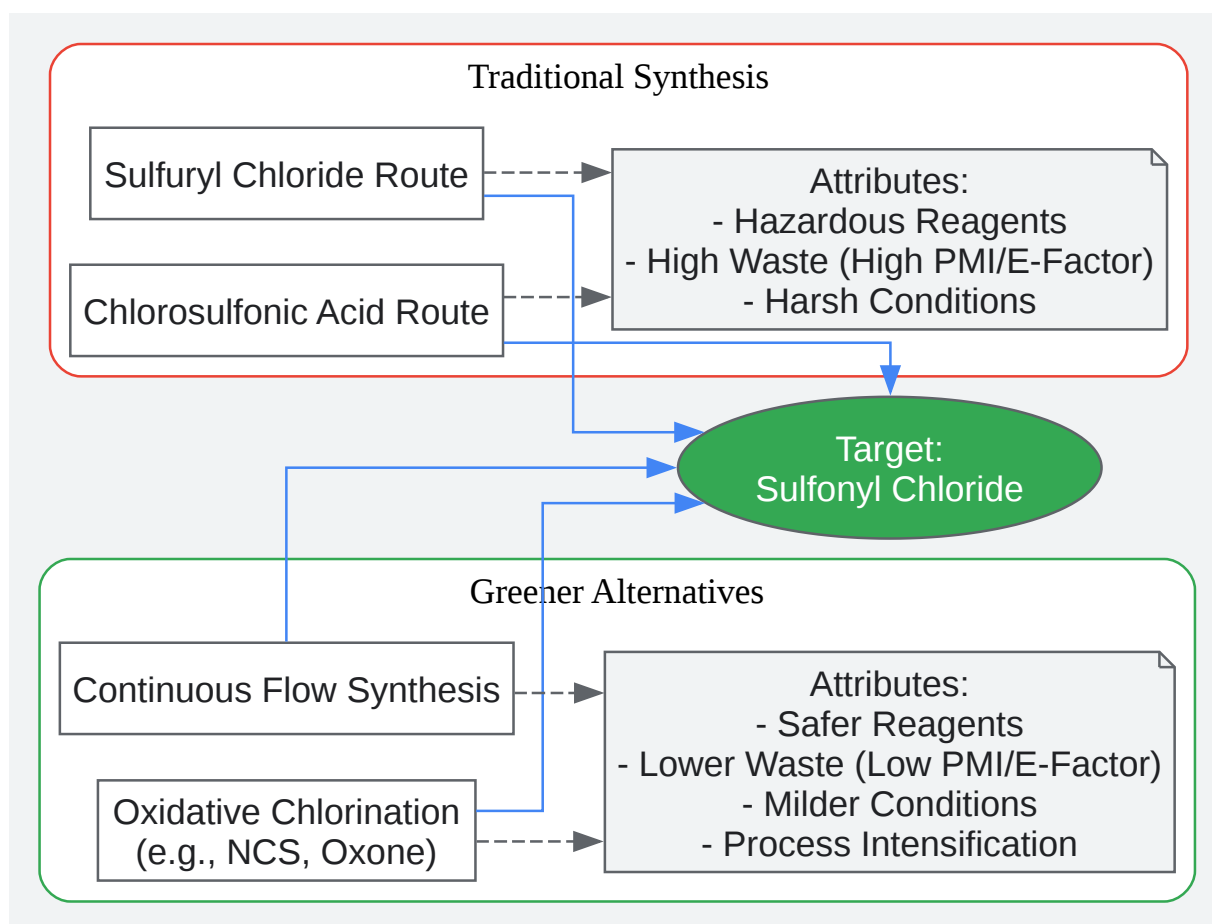 Traditional Synthesis
Sulfuryl Chloride Route
Chlorosulfonic Acid Route
Attributes:
- Hazardous Reagents
- High Waste (High PMI/E-Factor)
- Harsh Conditions
Target:
Sulfonyl Chloride
Greener Alternatives
Continuous Flow Synthesis
Oxidative Chlorination
(e.g., NCS, Oxone)
Attributes:
- Safer Reagents
- Lower Waste (Low PMI/E-Factor)
- Milder Conditions
- Process Intensification